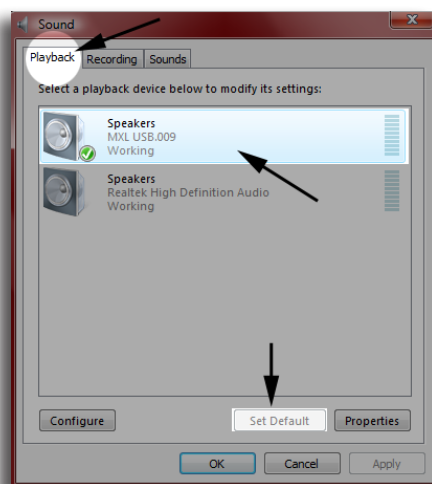 Sound
Playback Recording Sounds
Select a playback device below to modify its settings:
Speakers
MXL USB.009
Working
Speakers
Realtek High Definition Audio
Working
Configure Set Default Properties
OK Cancel Apply